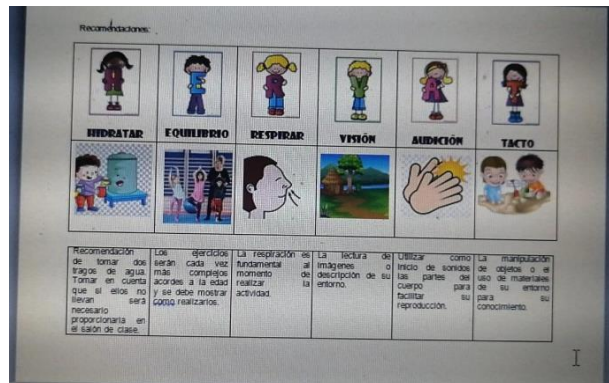 Recomendaciones:
H E R V A T
HIDRATAR EQUILIBRIO RESPIRAR VISIÓN AUDICIÓN TACTO
Recomendación
de tomar dos
tragos de agua.
Tomar en cuenta
que si ellos no
llevan será
necesario
proporcionarla en
el salón de clase.
Los ejercicios
serán cada vez
más complejos
acordes a la edad
y se debe mostrar
como realizarlos.
La respiración es
fundamental al
momento de
realizar la
actividad.
La lectura de
imágenes o
descripción de su
entorno.
Utilizar como
inicio de sonidos
las partes del
cuerpo para
facilitar su
reproducción.
La manipulación
de objetos o el
uso de materiales
de su entorno
para su
conocimiento.